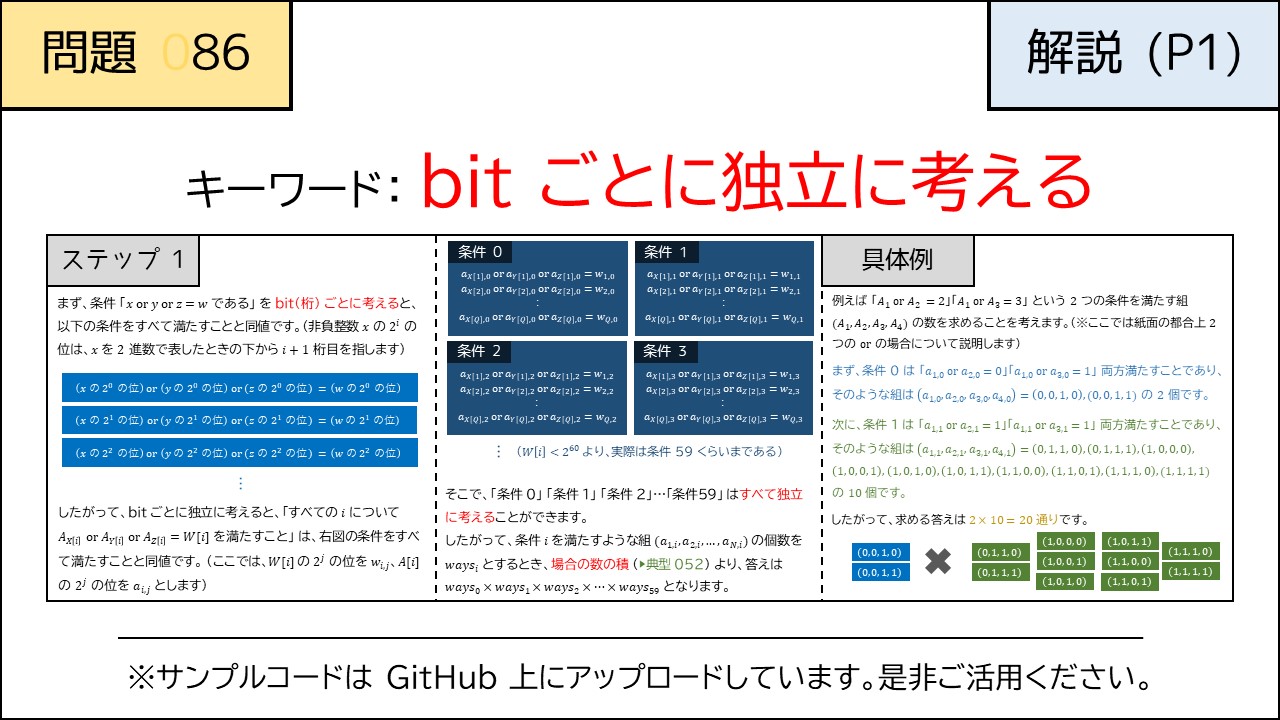 問題 086
解説 (P1)
キーワード: bit ごとに独立に考える
ステップ 1
まず、条件「x or y or z = w である」を bit(桁) ごとに考えると、
以下の条件をすべて満たすことと同値です。(非負整数 x の 2^i の
位は、x を 2 進数で表したときの下から i + 1 桁目を指します)
(x の 2^0 の位) or (y の 2^0 の位) or (z の 2^0 の位) = (w の 2^0 の位)
(x の 2^1 の位) or (y の 2^1 の位) or (z の 2^1 の位) = (w の 2^1 の位)
(x の 2^2 の位) or (y の 2^2 の位) or (z の 2^2 の位) = (w の 2^2 の位)
⋮
したがって、bit ごとに独立に考えると、「すべての i について
A_{X[i]} or A_{Y[i]} or A_{Z[i]} = W[i] を満たすこと」 は、右図の条件をすべ
て満たすことと同値です。(ここでは、W[i] の 2^j の位を w_{i,j}、A[i]
の 2^j の位を a_{i,j} とします)
条件 0
a_{X[1],0} or a_{Y[1],0} or a_{Z[1],0} = w_{1,0}
a_{X[2],0} or a_{Y[2],0} or a_{Z[2],0} = w_{2,0}
:
a_{X[Q],0} or a_{Y[Q],0} or a_{Z[Q],0} = w_{Q,0}
条件 1
a_{X[1],1} or a_{Y[1],1} or a_{Z[1],1} = w_{1,1}
a_{X[2],1} or a_{Y[2],1} or a_{Z[2],1} = w_{2,1}
:
a_{X[Q],1} or a_{Y[Q],1} or a_{Z[Q],1} = w_{Q,1}
条件 2
a_{X[1],2} or a_{Y[1],2} or a_{Z[1],2} = w_{1,2}
a_{X[2],2} or a_{Y[2],2} or a_{Z[2],2} = w_{2,2}
:
a_{X[Q],2} or a_{Y[Q],2} or a_{Z[Q],2} = w_{Q,2}
条件 3
a_{X[1],3} or a_{Y[1],3} or a_{Z[1],3} = w_{1,3}
a_{X[2],3} or a_{Y[2],3} or a_{Z[2],3} = w_{2,3}
:
a_{X[Q],3} or a_{Y[Q],3} or a_{Z[Q],3} = w_{Q,3}
⋮ (W[i] < 2^60 より、実際は条件 59 くらいまである)
そこで、「条件 0」「条件 1」「条件 2」…「条件59」はすべて独立
に考えることができます。
したがって、条件 i を満たすような組 (a_{1,i}, a_{2,i}, …, a_{N,i}) の個数を
ways_i とするとき、場合の数の積 (▶典型 052) より、答えは
ways_0 × ways_1 × ways_2 × ⋯ × ways_59 となります。
具体例
例えば 「A_1 or A_2 = 2」「A_1 or A_3 = 3」 という 2 つの条件を満たす組
(A_1, A_2, A_3, A_4) の数を求めることを考えます。(※ここでは紙面の都合上 2
つの or の場合について説明します)
まず、条件 0 は 「a_{1,0} or a_{2,0} = 0」「a_{1,0} or a_{3,0} = 1」 両方満たすことであり、
そのような組は (a_{1,0}, a_{2,0}, a_{3,0}, a_{4,0}) = (0,0,1,0), (0,0,1,1) の 2 個です。
次に、条件 1 は 「a_{1,1} or a_{2,1} = 1」「a_{1,1} or a_{3,1} = 1」 両方満たすことであり、
そのような組は (a_{1,1}, a_{2,1}, a_{3,1}, a_{4,1}) = (0,1,1,0), (0,1,1,1), (1,0,0,0),
(1,0,0,1), (1,0,1,0), (1,0,1,1), (1,1,0,0), (1,1,0,1), (1,1,1,0), (1,1,1,1)
の 10 個です。
したがって、求める答えは 2 × 10 = 20 通りです。
(0,0,1,0)
(0,0,1,1)
✖
(0,1,1,0)
(0,1,1,1)
(1,0,0,0)
(1,0,0,1)
(1,0,1,0)
(1,0,1,1)
(1,1,0,0)
(1,1,0,1)
(1,1,1,0)
(1,1,1,1)
※サンプルコードは GitHub 上にアップロードしています。是非ご活用ください。